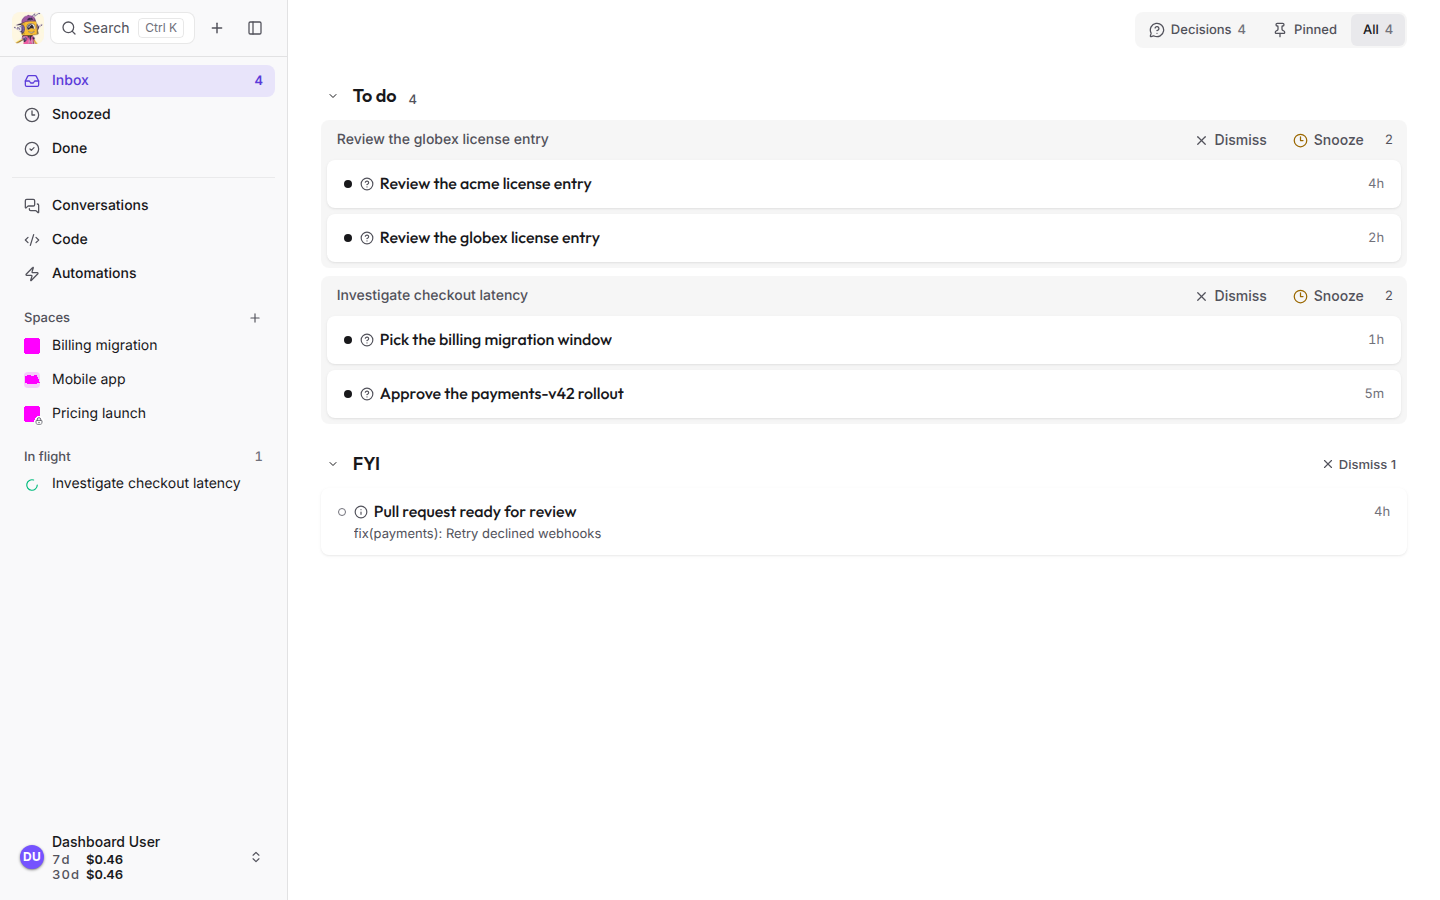 Search Ctrl K
Inbox 4
Snoozed
Done
Conversations
Code
Automations
Spaces
Billing migration
Mobile app
Pricing launch
In flight 1
Investigate checkout latency
DU
Dashboard User
7d $0.46
30d $0.46
Decisions 4 Pinned All 4
To do 4
Review the globex license entry Dismiss Snooze 2
Review the acme license entry 4h
Review the globex license entry 2h
Investigate checkout latency Dismiss Snooze 2
Pick the billing migration window 1h
Approve the payments-v42 rollout 5m
FYI Dismiss 1
Pull request ready for review 4h
fix(payments): Retry declined webhooks